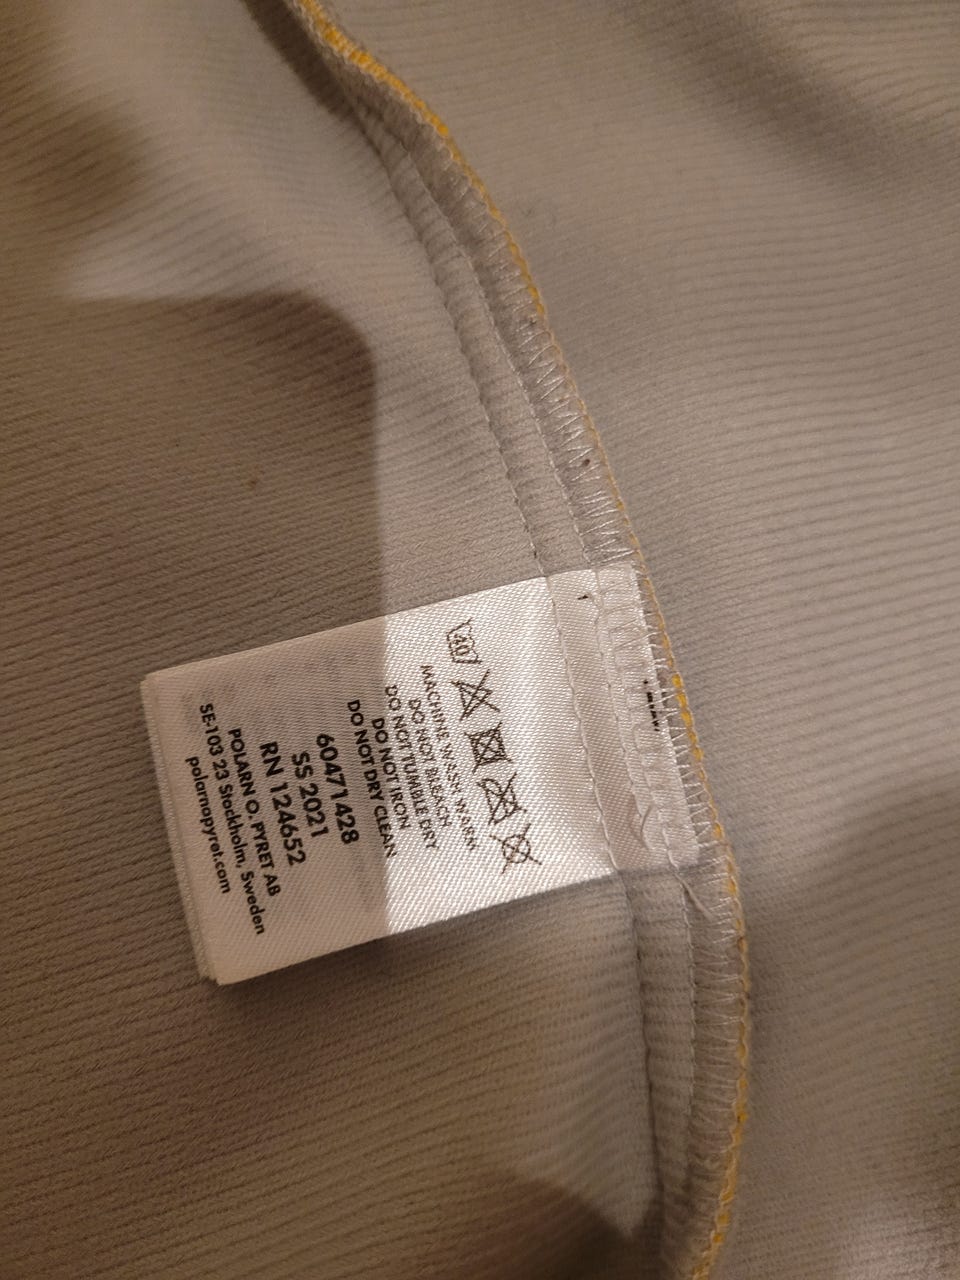 40
MACHINE WASH WARM
DO NOT BLEACH
DO NOT TUMBLE DRY
DO NOT IRON
DO NOT DRY CLEAN
60471428
SS 2021
RN 124652
POLARN O. PYRET AB
SE-103 23 Stockholm, Sweden
polarnopyret.com